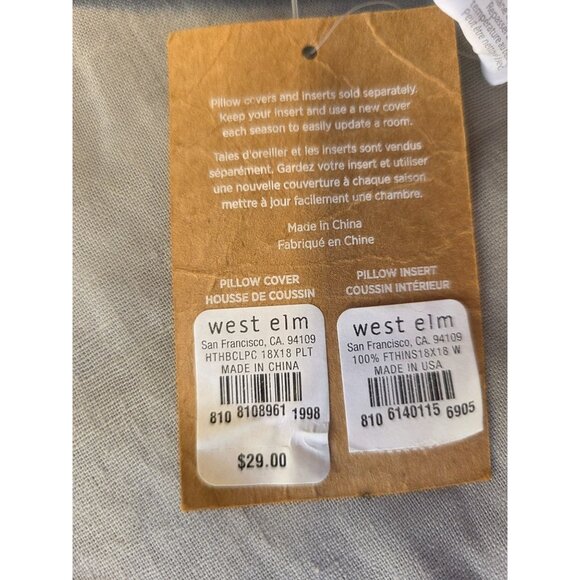 Pillow covers and inserts sold separately.
Keep your insert and use a new cover
each season to easily update a room.
Taies d'oreiller et les inserts sont vendus
séparément. Gardez votre insert et utiliser
une nouvelle couverture à chaque saison
mettre à jour facilement une chambre.
Made in China
Fabriqué en Chine
PILLOW COVER
HOUSSE DE COUSSIN
west elm
San Francisco, CA. 94109
HTHBCLPC 18X18 PLT
MADE IN CHINA
810 8108961 1998
$29.00
PILLOW INSERT
COUSSIN INTÉRIEUR
west elm
San Francisco, CA. 94109
100% FTHINS18X18 W
MADE IN USA
810 6140115 6905
température
Repasser
Peut être